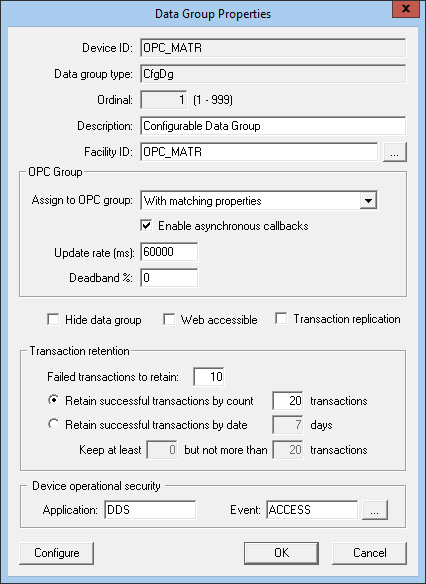 Data Group Properties
Device ID: OPC_MATR
Data group type: CfgDg
Ordinal: 1 (1 - 999)
Description: Configurable Data Group
Facility ID: OPC_MATR ...
OPC Group
Assign to OPC group: With matching properties
Enable asynchronous callbacks
Update rate (ms): 60000
Deadband %: 0
Hide data group Web accessible Transaction replication
Transaction retention
Failed transactions to retain: 10
Retain successful transactions by count 20 transactions
Retain successful transactions by date 7 days
Keep at least 0 but not more than 20 transactions
Device operational security
Application: DDS Event: ACCESS ...
Configure OK Cancel